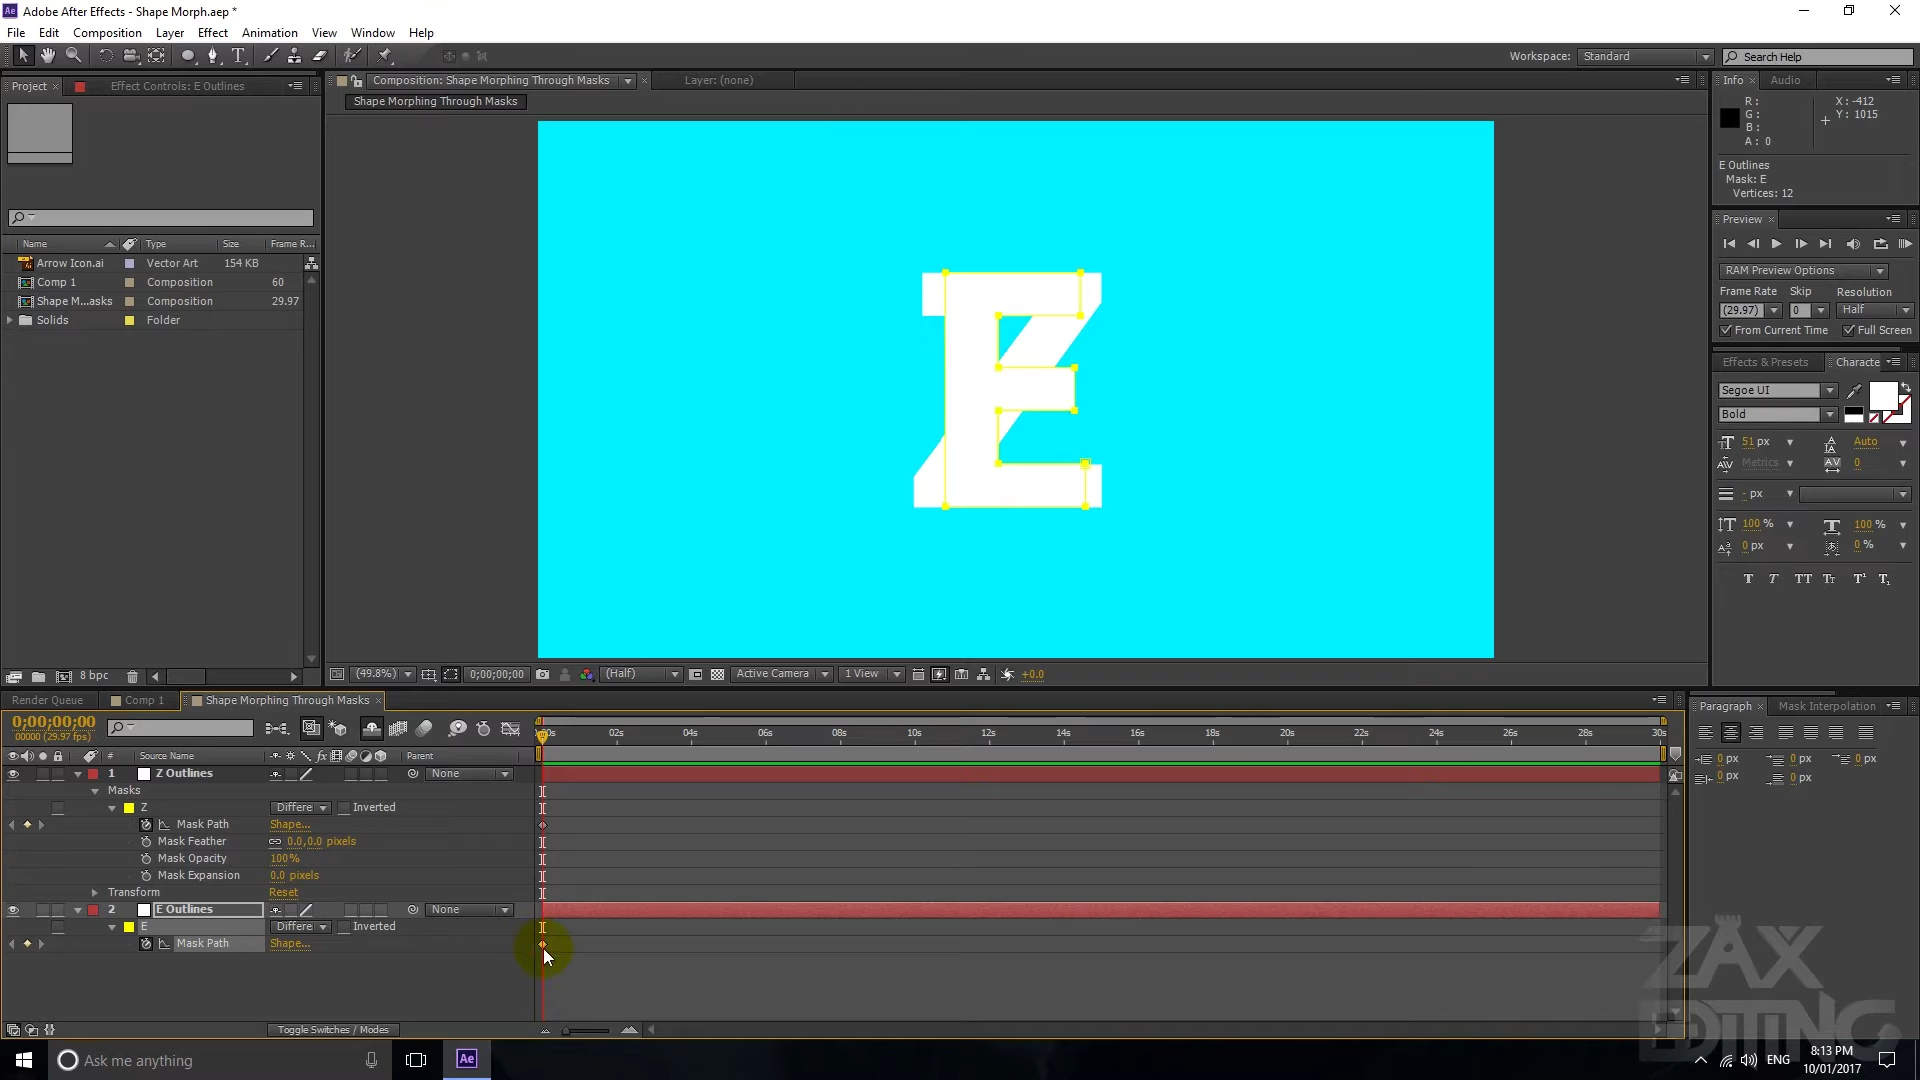 Adobe After Effects - Shape Morph.aep *
File Edit Composition Layer Effect Animation View Window Help
Workspace: Standard Search Help
Project × Effect Controls: E Outlines
Composition: Shape Morphing Through Masks × Layer: (none)
Shape Morphing Through Masks
Info × Audio
R :
G :
B :
A : 0
X : -412
Y : 1015
E Outlines
Mask: E
Vertices: 12
Preview ×
RAM Preview Options
Frame Rate Skip Resolution
(29.97) 0 Half
From Current Time Full Screen
Effects & Presets Characte
Segoe UI
Bold
51 px Auto
Metrics 0
- px
100 % 100 %
0 px 0 %
T T TT Tr T¹ T₁
Name Type Size Frame R...
Arrow Icon.ai Vector Art 154 KB
Comp 1 Composition 60
Shape M...asks Composition 29.97
Solids Folder
8 bpc
(49.8%) 0;00;00;00 (Half) Active Camera 1 View +0.0
Render Queue Comp 1 Shape Morphing Through Masks ×
0;00;00;00
00000 (29.97 fps)
00s 02s 04s 06s 08s 10s 12s 14s 16s 18s 20s 22s 24s 26s 28s 30s
# Source Name fx Parent
1 Z Outlines None
Masks
Z Differe Inverted
Mask Path Shape...
Mask Feather 0.0,0.0 pixels
Mask Opacity 100%
Mask Expansion 0.0 pixels
Transform Reset
2 E Outlines None
E Differe Inverted
Mask Path Shape...
Toggle Switches / Modes
Paragraph × Mask Interpolation
0 px 0 px 0 px
0 px 0 px
ZAX
EDITING
Ask me anything
Ae
ENG
8:13 PM
10/01/2017